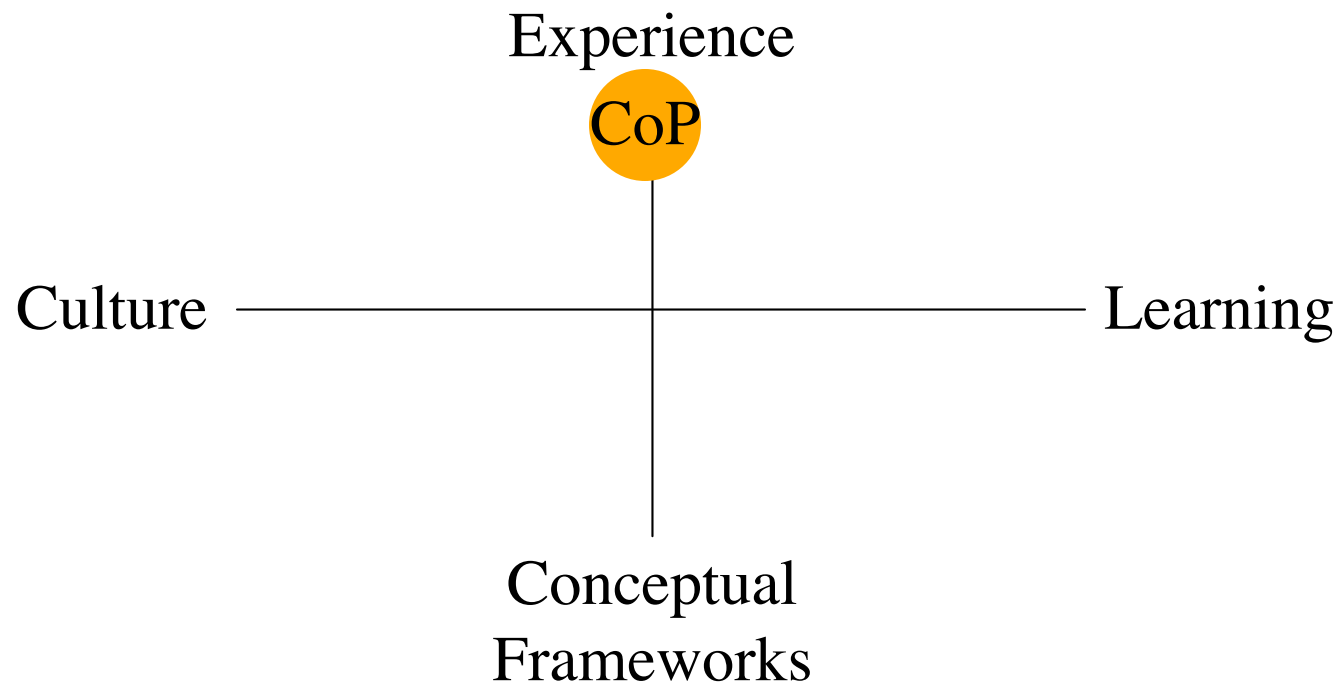 Experience
CoP
Culture
Learning
Conceptual
Frameworks